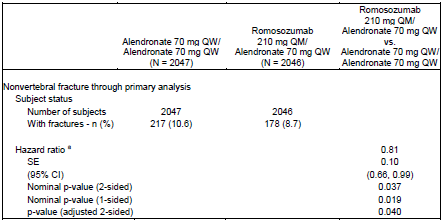 Romosozumab
210 mg QM/
Alendronate 70 mg QW
vs.
Alendronate 70 mg QW/ Romosozumab Alendronate 70 mg QW/
Alendronate 70 mg QW 210 mg QM/ Alendronate 70 mg QW
(N = 2047) Alendronate 70 mg QW
(N = 2046)
Nonvertebral fracture through primary analysis
Subject status
Number of subjects 2047 2046
With fractures - n (%) 217 (10.6) 178 (8.7)
Hazard ratio a 0.81
SE 0.10
(95% CI) (0.66, 0.99)
Nominal p-value (2-sided) 0.037
Nominal p-value (1-sided) 0.019
p-value (adjusted 2-sided) 0.040